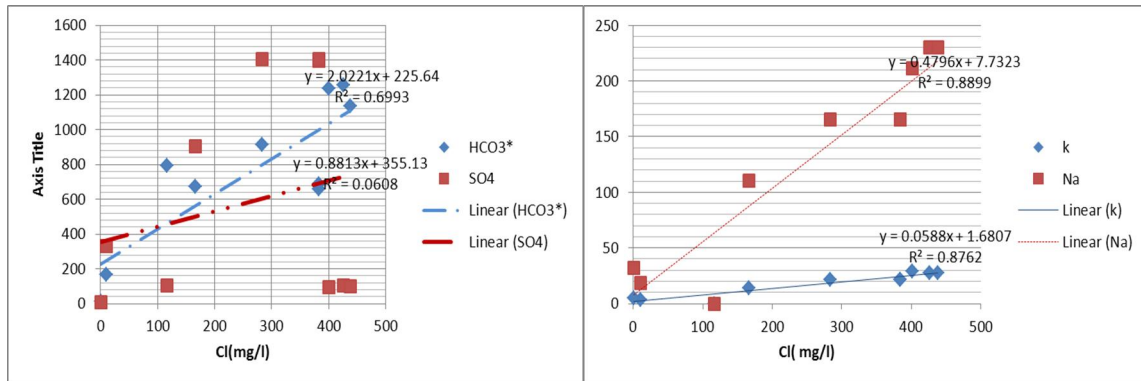 1600
1400
1200
1000
800
600
400
200
0
Axis Title
0 100 200 300 400 500
Cl(mg/l)
y = 2.0221x + 225.64
R² = 0.6993
y = 0.8813x + 355.13
R² = 0.0608
HCO3*
SO4
Linear (HCO3*)
Linear (SO4)
250
200
150
100
50
0
0 100 200 300 400 500
Cl( mg/l)
y = 0.4796x + 7.7323
R² = 0.8899
y = 0.0588x + 1.6807
R² = 0.8762
k
Na
Linear (k)
Linear (Na)